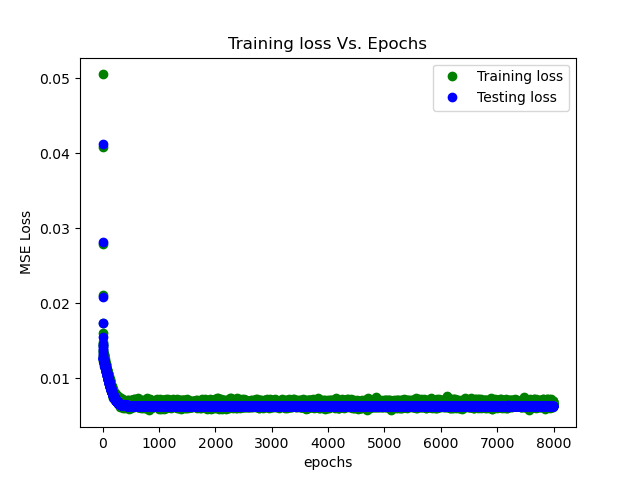 Training loss Vs. Epochs
Training loss
Testing loss
0.05
0.04
0.03
0.02
0.01
MSE Loss
0 1000 2000 3000 4000 5000 6000 7000 8000
epochs